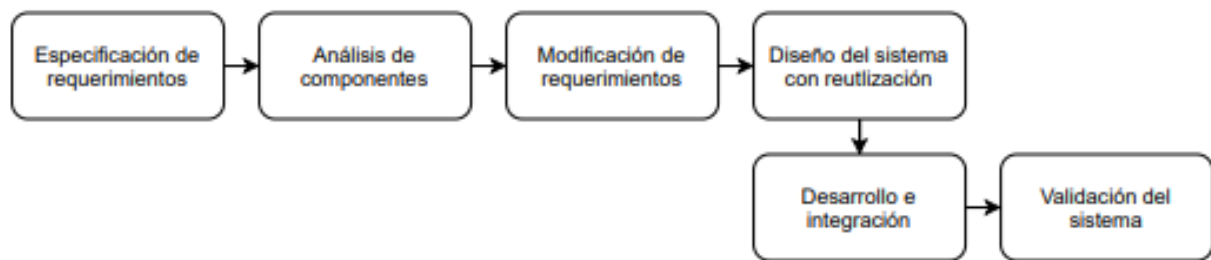 Especificación de
requerimientos
Análisis de
componentes
Modificación de
requerimientos
Diseño del sistema
con reutlización
Desarrollo e
integración
Validación del
sistema